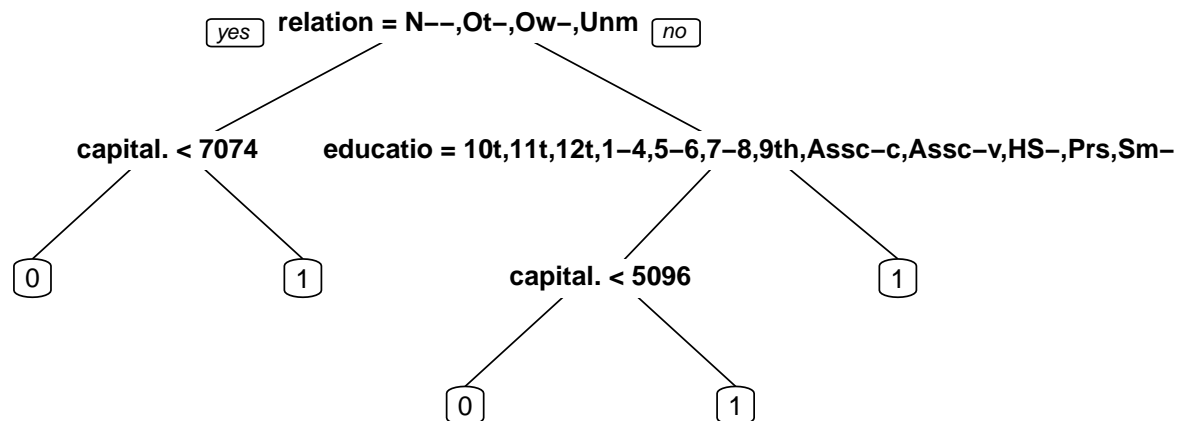 yes relation = N−−,Ot−,Ow−,Unm no
capital. < 7074 educatio = 10t,11t,12t,1−4,5−6,7−8,9th,Assc−c,Assc−v,HS−,Prs,Sm−
0 1 capital. < 5096 1
0 1